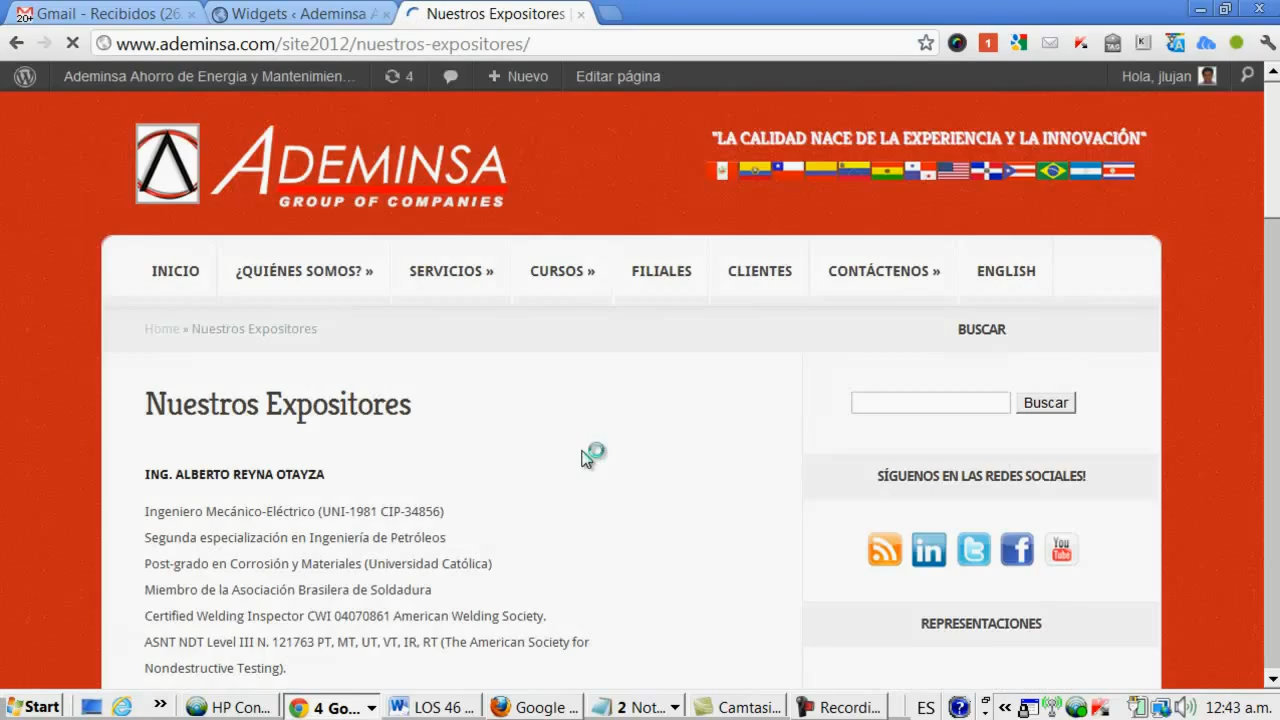 Gmail - Recibidos (26
Widgets ‹ Ademinsa A
Nuestros Expositores |
www.ademinsa.com/site2012/nuestros-expositores/
Ademinsa Ahorro de Energia y Mantenimien...
4
Nuevo
Editar página
Hola, jlujan
ADEMINSA
GROUP OF COMPANIES
"LA CALIDAD NACE DE LA EXPERIENCIA Y LA INNOVACIÓN"
INICIO
¿QUIÉNES SOMOS? »
SERVICIOS »
CURSOS »
FILIALES
CLIENTES
CONTÁCTENOS »
ENGLISH
Home » Nuestros Expositores
BUSCAR
Nuestros Expositores
Buscar
ING. ALBERTO REYNA OTAYZA
SÍGUENOS EN LAS REDES SOCIALES!
Ingeniero Mecánico-Eléctrico (UNI-1981 CIP-34856)
Segunda especialización en Ingeniería de Petróleos
Post-grado en Corrosión y Materiales (Universidad Católica)
Miembro de la Asociación Brasilera de Soldadura
Certified Welding Inspector CWI 04070861 American Welding Society.
ASNT NDT Level III N. 121763 PT, MT, UT, VT, IR, RT (The American Society for
Nondestructive Testing).
You
Tube
REPRESENTACIONES
Start
HP Con...
4 Go...
LOS 46 ...
Google ...
2 Not...
Camtasi...
Recordi...
ES
12:43 a.m.